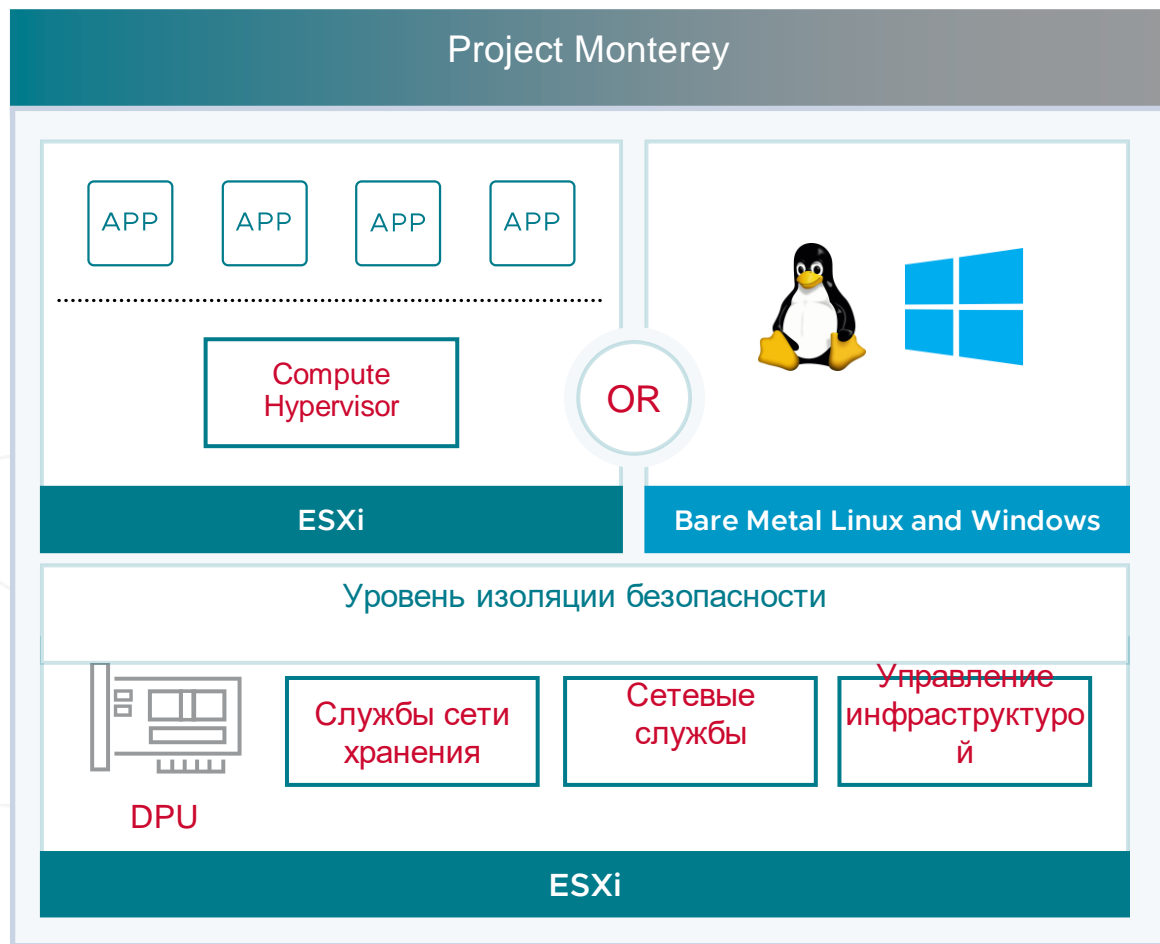 Project Monterey
APP
APP
APP
APP
Compute
Hypervisor
OR
ESXi
Bare Metal Linux and Windows
Уровень изоляции безопасности
Службы сети
хранения
Сетевые
службы
Управление
инфраструктуро
й
DPU
ESXi